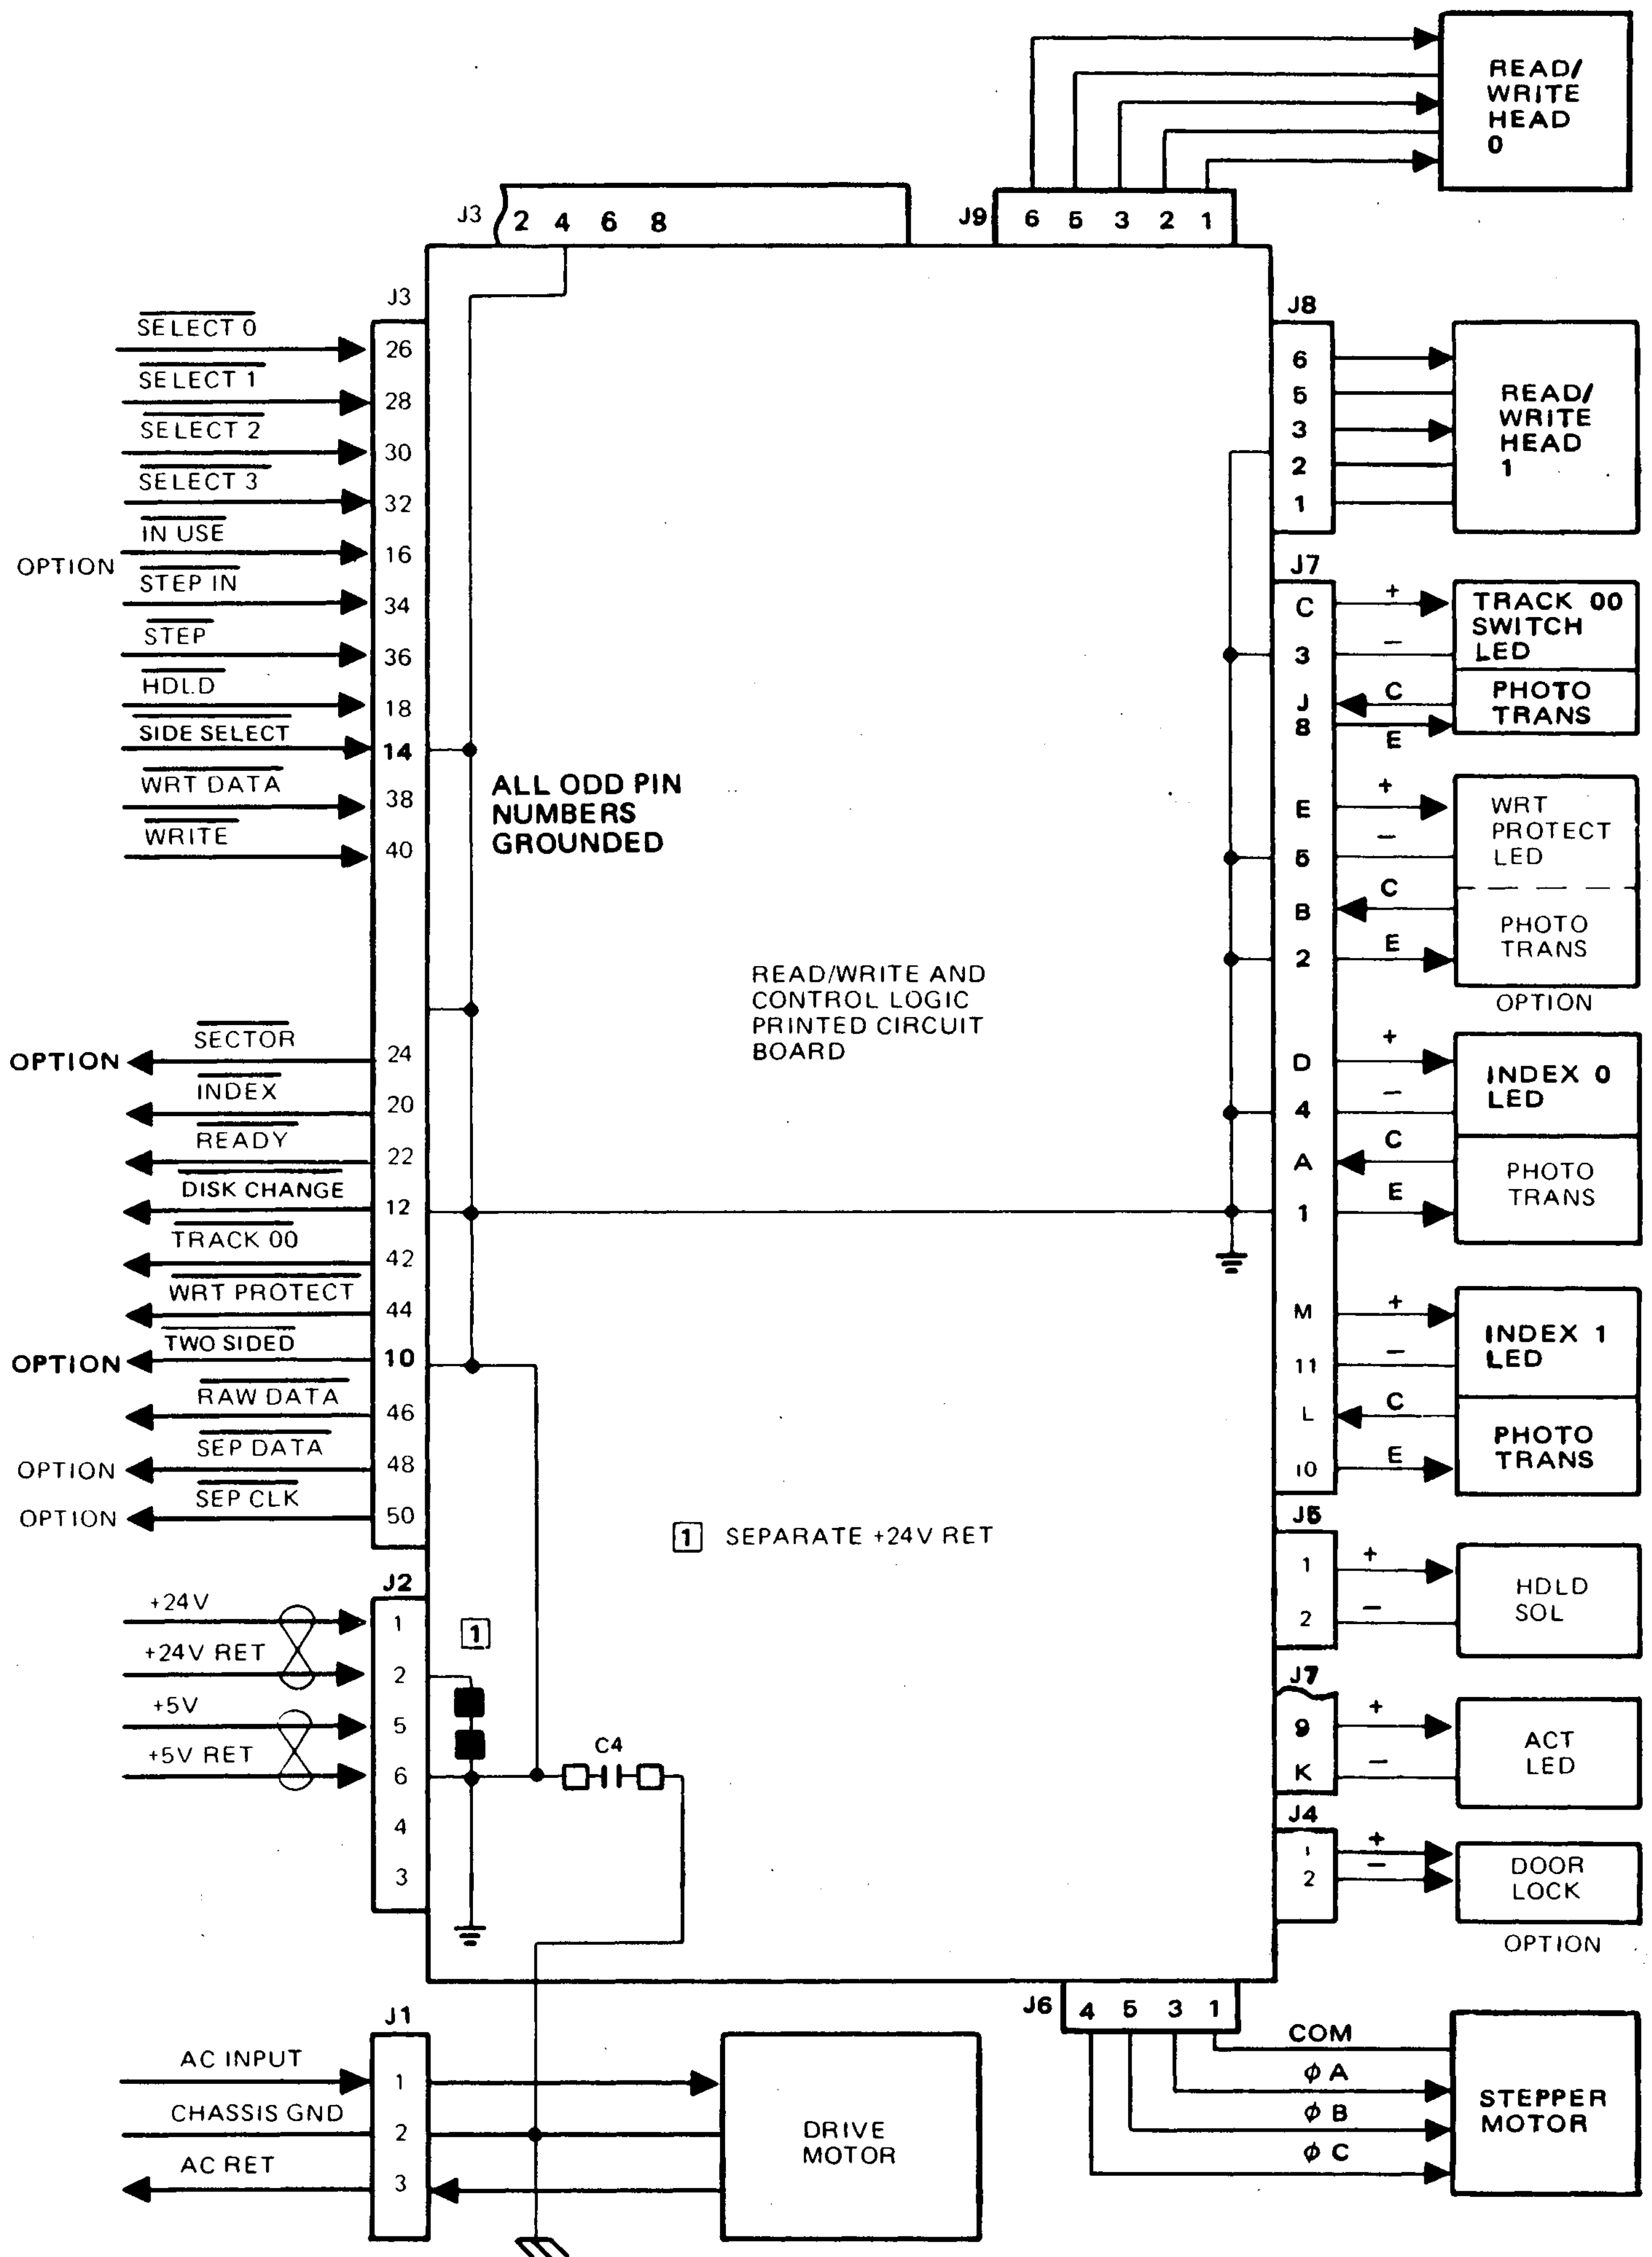 READ/
WRITE
HEAD
0
J3 2 4 6 8
J9 6 5 3 2 1
J3
SELECT 0 26
SELECT 1 28
SELECT 2 30
SELECT 3 32
IN USE 16
OPTION
STEP IN 34
STEP 36
HDLD 18
SIDE SELECT 14
WRT DATA 38
WRITE 40
ALL ODD PIN
NUMBERS
GROUNDED
READ/WRITE AND
CONTROL LOGIC
PRINTED CIRCUIT
BOARD
SECTOR
OPTION 24
INDEX 20
READY 22
DISK CHANGE 12
TRACK 00 42
WRT PROTECT 44
TWO SIDED
OPTION 10
RAW DATA 46
SEP DATA
OPTION 48
SEP CLK
OPTION 50
1 SEPARATE +24V RET
J2
+24V 1
+24V RET 2
+5V 5
+5V RET 6
4
3
1
C4
J8
6
5
3
2
1
READ/
WRITE
HEAD
1
J7
C +
3 −
TRACK 00
SWITCH
LED
J C
8 E
PHOTO
TRANS
E +
5 −
WRT
PROTECT
LED
B C
2 E
PHOTO
TRANS
OPTION
D +
4 −
INDEX 0
LED
A C
1 E
PHOTO
TRANS
M +
11 −
INDEX 1
LED
L C
10 E
PHOTO
TRANS
J5
1 +
2 −
HDLD
SOL
J7
9 +
K −
ACT
LED
J4
1 +
2 −
DOOR
LOCK
OPTION
J6 4 5 3 1
COM
ϕ A
ϕ B
ϕ C
STEPPER
MOTOR
J1
AC INPUT 1
CHASSIS GND 2
AC RET 3
DRIVE
MOTOR